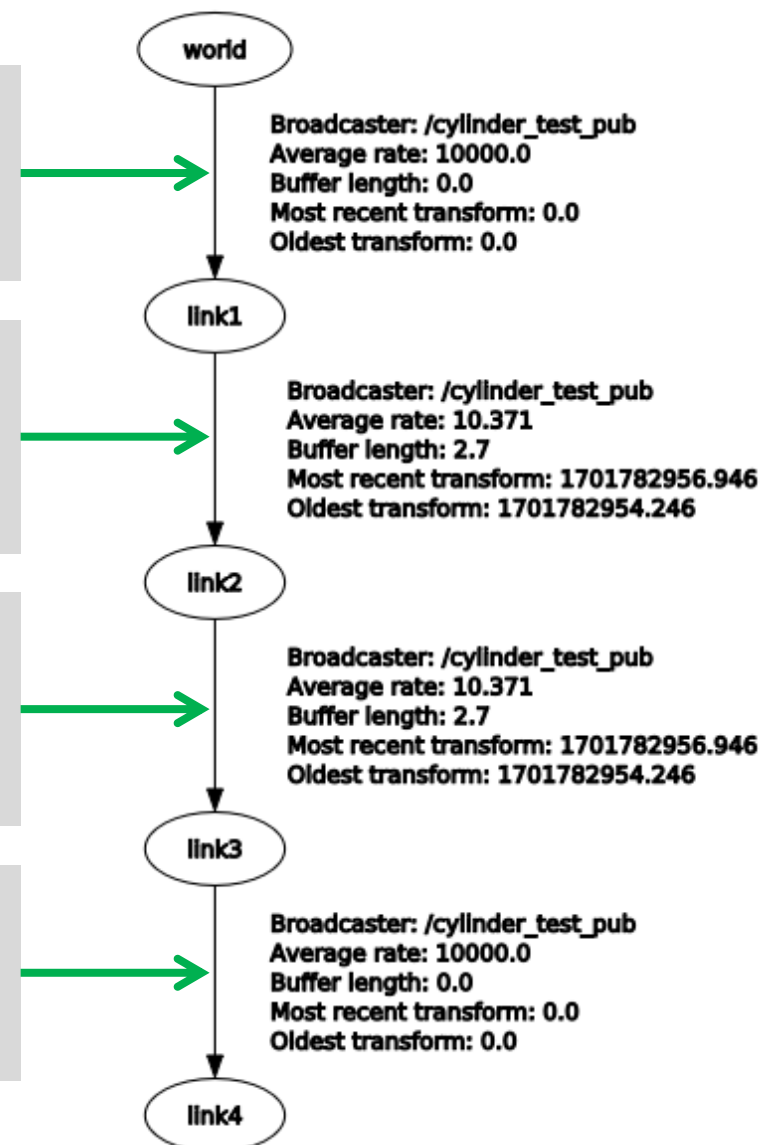 world
Broadcaster: /cylinder_test_pub
Average rate: 10000.0
Buffer length: 0.0
Most recent transform: 0.0
Oldest transform: 0.0
link1
Broadcaster: /cylinder_test_pub
Average rate: 10.371
Buffer length: 2.7
Most recent transform: 1701782956.946
Oldest transform: 1701782954.246
link2
Broadcaster: /cylinder_test_pub
Average rate: 10.371
Buffer length: 2.7
Most recent transform: 1701782956.946
Oldest transform: 1701782954.246
link3
Broadcaster: /cylinder_test_pub
Average rate: 10000.0
Buffer length: 0.0
Most recent transform: 0.0
Oldest transform: 0.0
link4